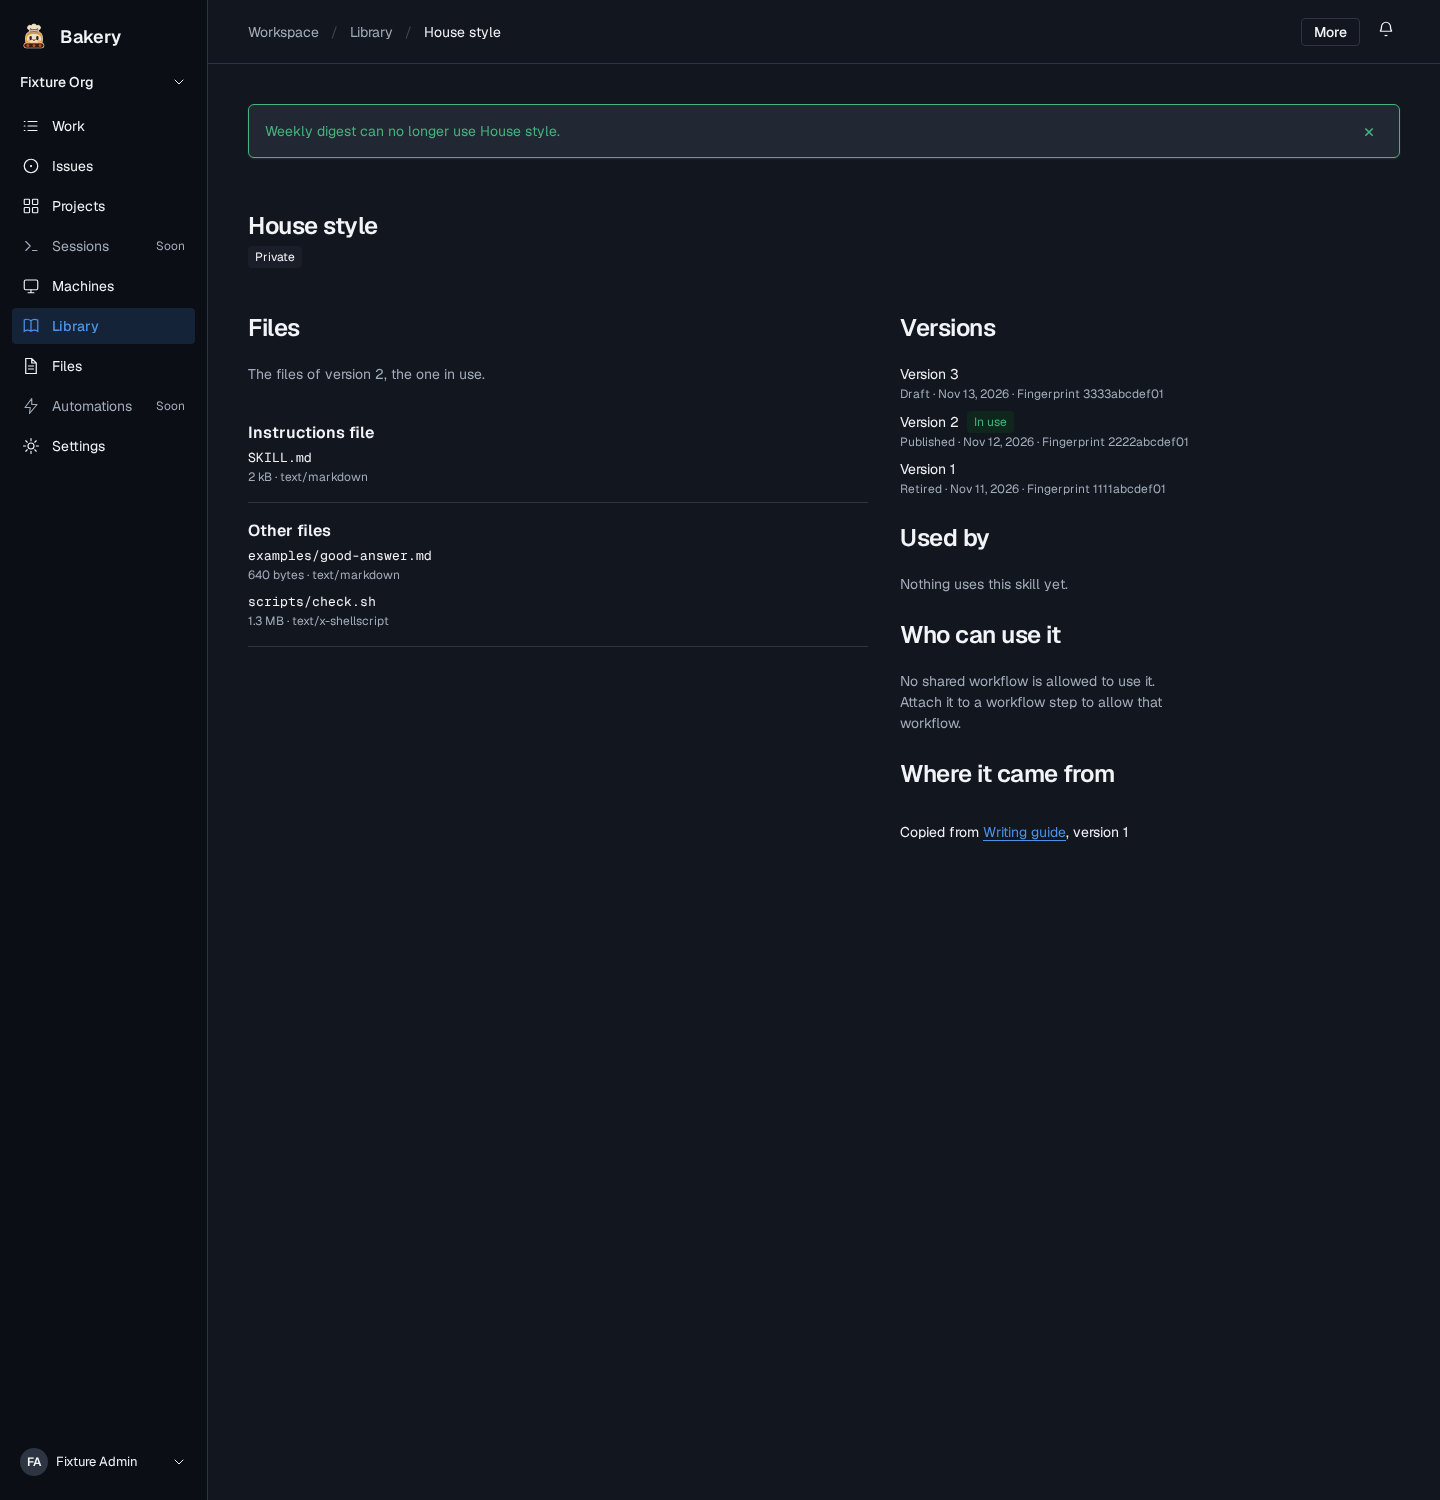 Bakery
Fixture Org
Work
Issues
Projects
Sessions Soon
Machines
Library
Files
Automations Soon
Settings
FA Fixture Admin
Workspace / Library / House style
More
Weekly digest can no longer use House style.
House style
Private
Files
The files of version 2, the one in use.
Instructions file
SKILL.md
2 kB · text/markdown
Other files
examples/good-answer.md
640 bytes · text/markdown
scripts/check.sh
1.3 MB · text/x-shellscript
Versions
Version 3
Draft · Nov 13, 2026 · Fingerprint 3333abcdef01
Version 2 In use
Published · Nov 12, 2026 · Fingerprint 2222abcdef01
Version 1
Retired · Nov 11, 2026 · Fingerprint 1111abcdef01
Used by
Nothing uses this skill yet.
Who can use it
No shared workflow is allowed to use it.
Attach it to a workflow step to allow that
workflow.
Where it came from
Copied from Writing guide, version 1